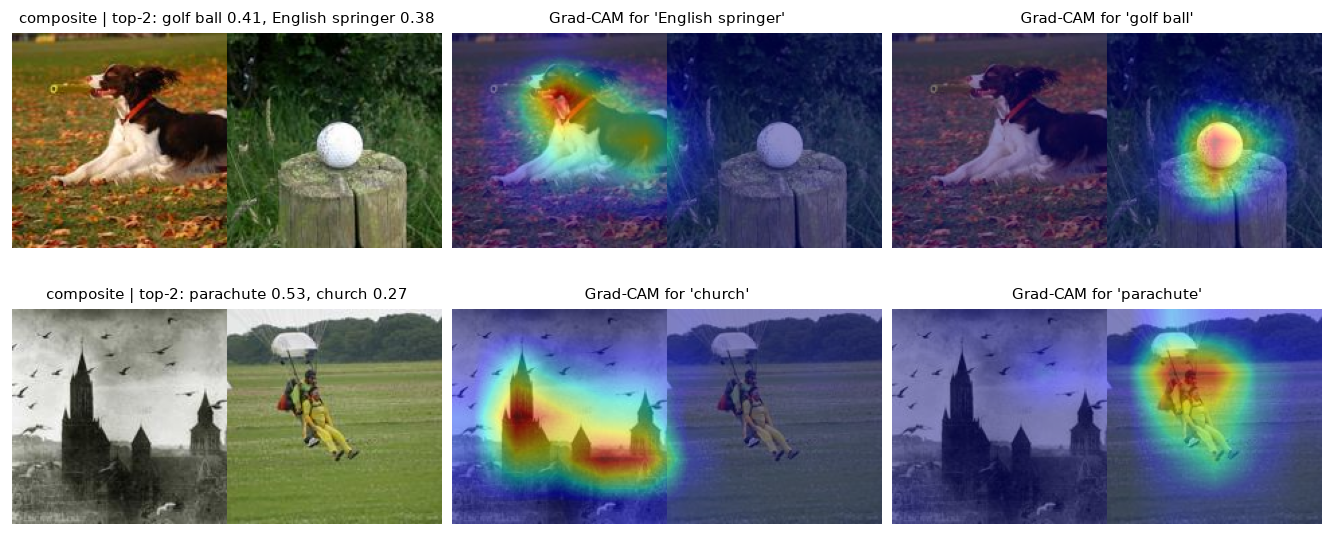 composite | top-2: golf ball 0.41, English springer 0.38
Grad-CAM for 'English springer'
Grad-CAM for 'golf ball'
composite | top-2: parachute 0.53, church 0.27
Grad-CAM for 'church'
Grad-CAM for 'parachute'